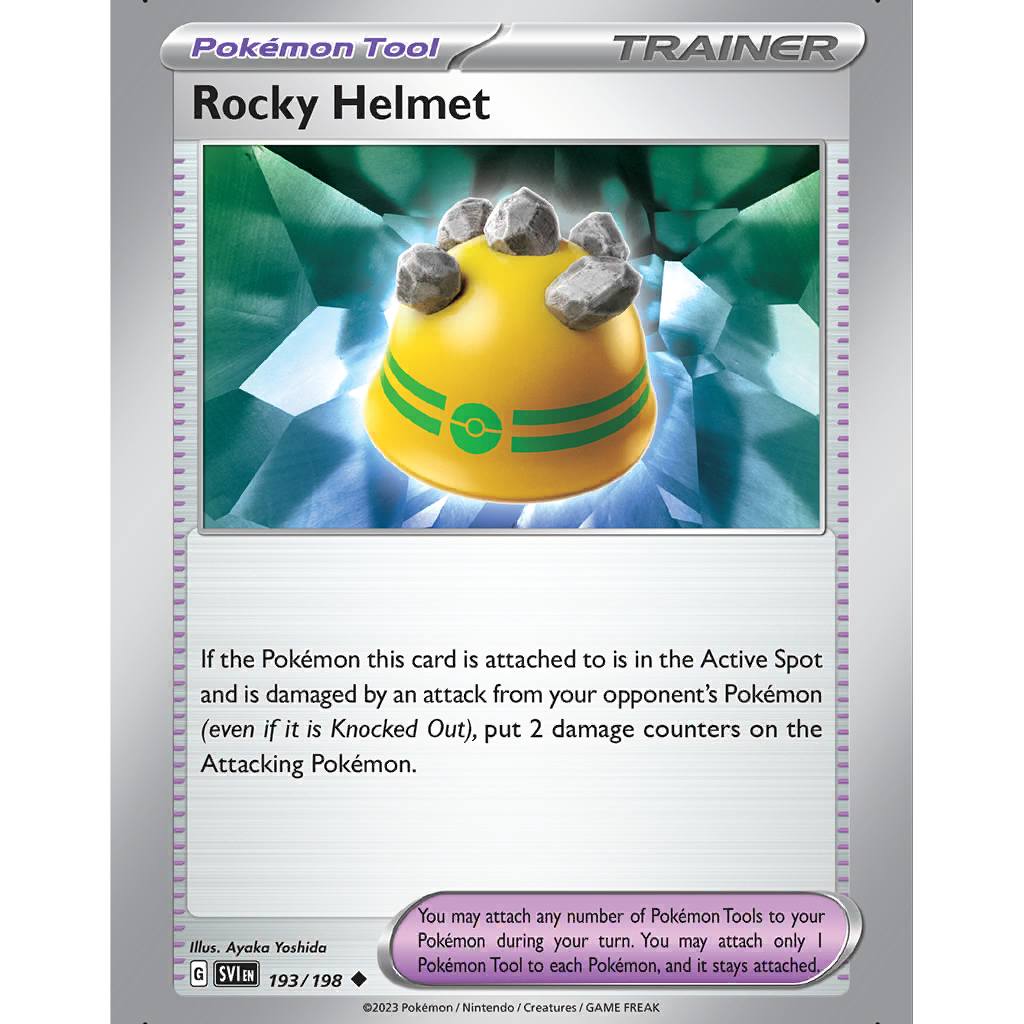 Pokémon Tool
TRAINER
Rocky Helmet
If the Pokémon this card is attached to is in the Active Spot
and is damaged by an attack from your opponent's Pokémon
(even if it is Knocked Out), put 2 damage counters on the
Attacking Pokémon.
You may attach any number of Pokémon Tools to your
Pokémon during your turn. You may attach only 1
Pokémon Tool to each Pokémon, and it stays attached.
Illus. Ayaka Yoshida
G SVI EN 193/198
©2023 Pokémon / Nintendo / Creatures / GAME FREAK